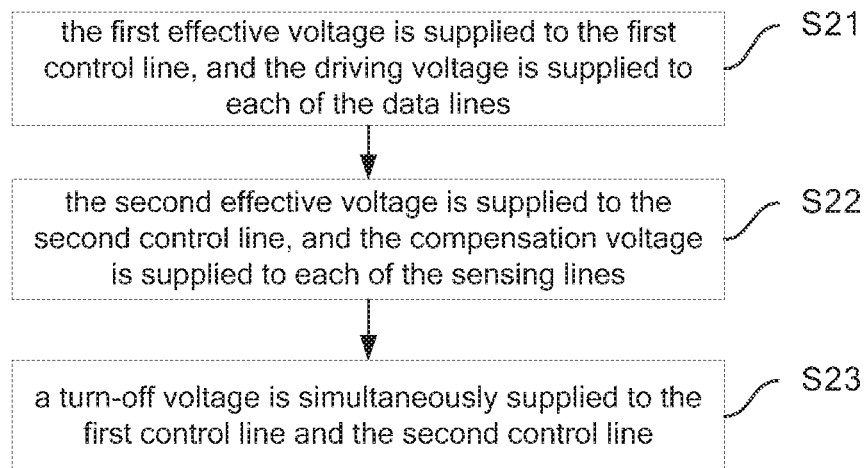 the first effective voltage is supplied to the first
control line, and the driving voltage is supplied to
each of the data lines
S21
the second effective voltage is supplied to the
second control line, and the compensation voltage
is supplied to each of the sensing lines
S22
a turn-off voltage is simultaneously supplied to the
first control line and the second control line
S23